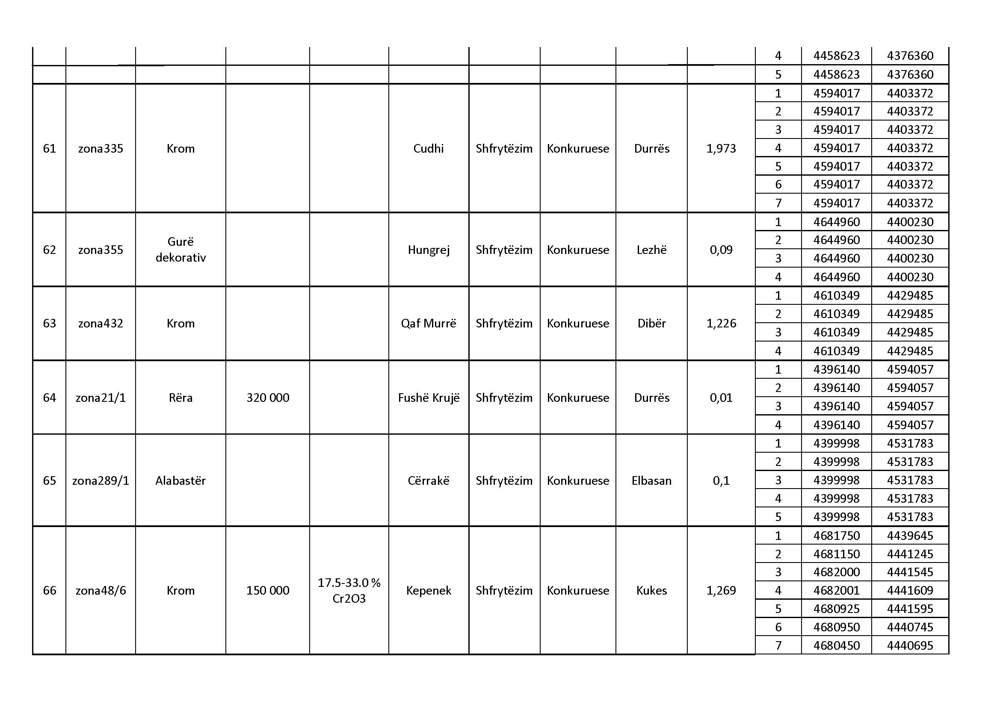 4 4458623 4376360
5 4458623 4376360
61 zona335 Krom Cudhi Shfrytëzim Konkuruese Durrës 1,973
1 4594017 4403372
2 4594017 4403372
3 4594017 4403372
4 4594017 4403372
5 4594017 4403372
6 4594017 4403372
7 4594017 4403372
62 zona355 Gurë
dekorativ Hungrej Shfrytëzim Konkuruese Lezhë 0,09
1 4644960 4400230
2 4644960 4400230
3 4644960 4400230
4 4644960 4400230
63 zona432 Krom Qaf Murrë Shfrytëzim Konkuruese Dibër 1,226
1 4610349 4429485
2 4610349 4429485
3 4610349 4429485
4 4610349 4429485
64 zona21/1 Rëra 320 000 Fushë Krujë Shfrytëzim Konkuruese Durrës 0,01
1 4396140 4594057
2 4396140 4594057
3 4396140 4594057
4 4396140 4594057
65 zona289/1 Alabastër Cërrakë Shfrytëzim Konkuruese Elbasan 0,1
1 4399998 4531783
2 4399998 4531783
3 4399998 4531783
4 4399998 4531783
5 4399998 4531783
66 zona48/6 Krom 150 000 17.5-33.0 %
Cr2O3 Kepenek Shfrytëzim Konkuruese Kukes 1,269
1 4681750 4439645
2 4681150 4441245
3 4682000 4441545
4 4682001 4441609
5 4680925 4441595
6 4680950 4440745
7 4680450 4440695